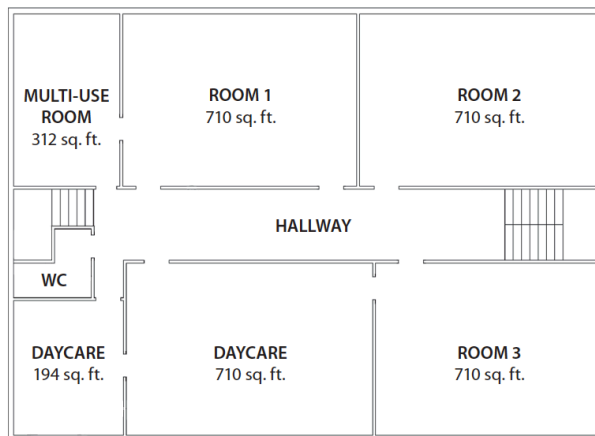 MULTI-USE
ROOM
312 sq. ft.
ROOM 1
710 sq. ft.
ROOM 2
710 sq. ft.
HALLWAY
WC
DAYCARE
194 sq. ft.
DAYCARE
710 sq. ft.
ROOM 3
710 sq. ft.